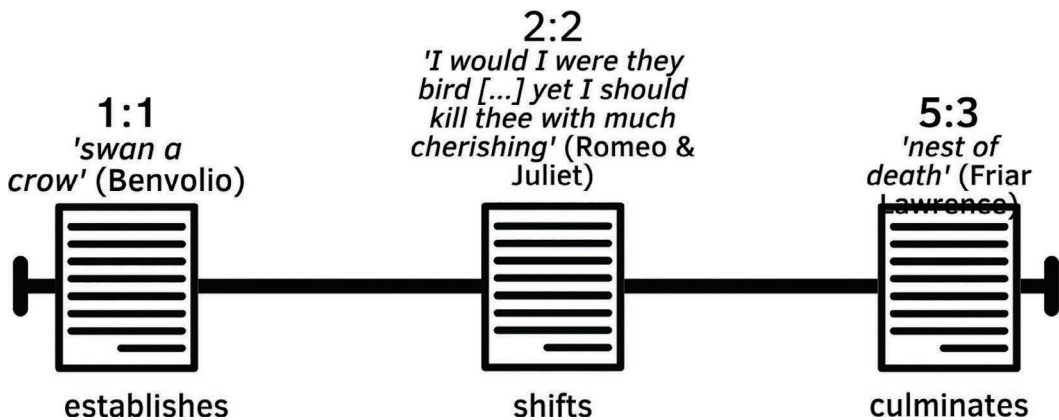 1:1
'swan a
crow' (Benvolio)
2:2
'I would I were they
bird [...] yet I should
kill thee with much
cherishing' (Romeo &
Juliet)
5:3
'nest of
death' (Friar
Lawrence)
establishes
shifts
culminates